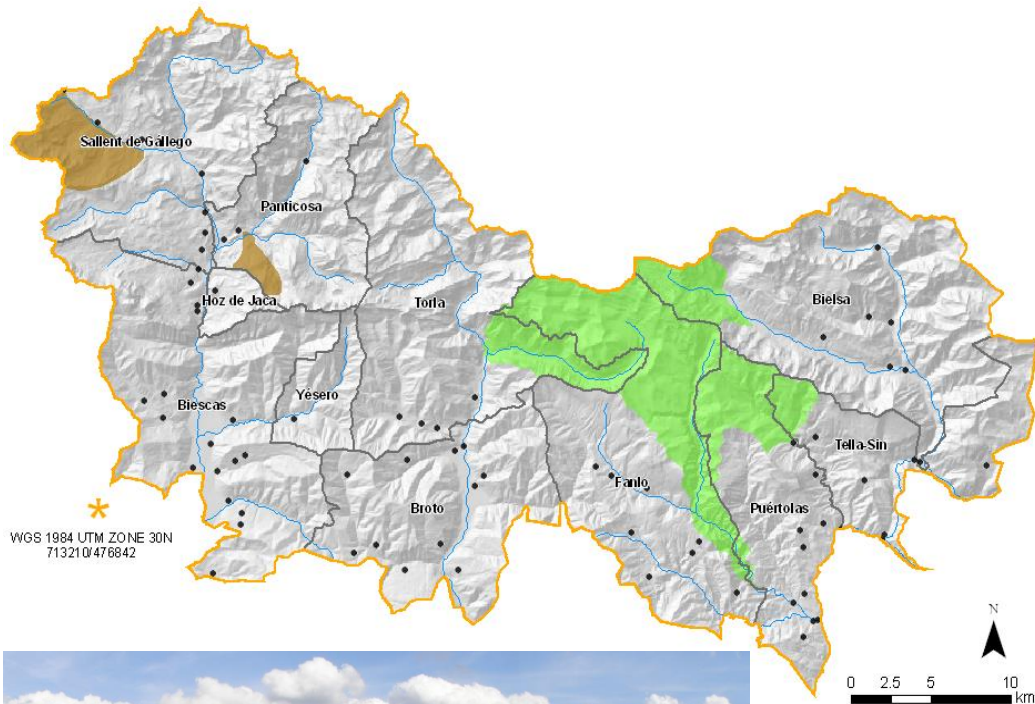 Sallent de Gállego
Panticosa
Hoz de Jaca
Torla
Bielsa
Biescas
Yésero
Tella-Sin
Broto
Fanlo
Puértolas
*
WGS 1984 UTM ZONE 30N
713210/476842
N
0 2.5 5 10
km